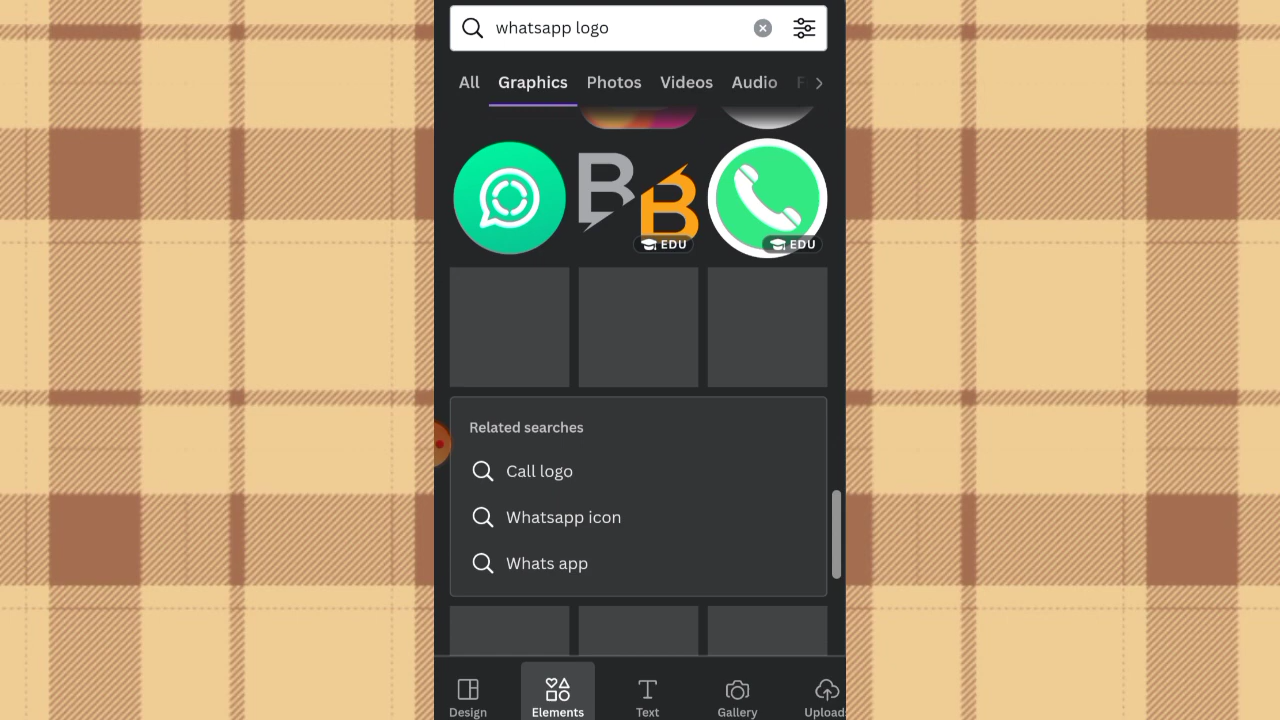 whatsapp logo
All Graphics Photos Videos Audio
B B
EDU EDU
Related searches
Call logo
Whatsapp icon
Whats app
Design Elements Text Gallery Upload